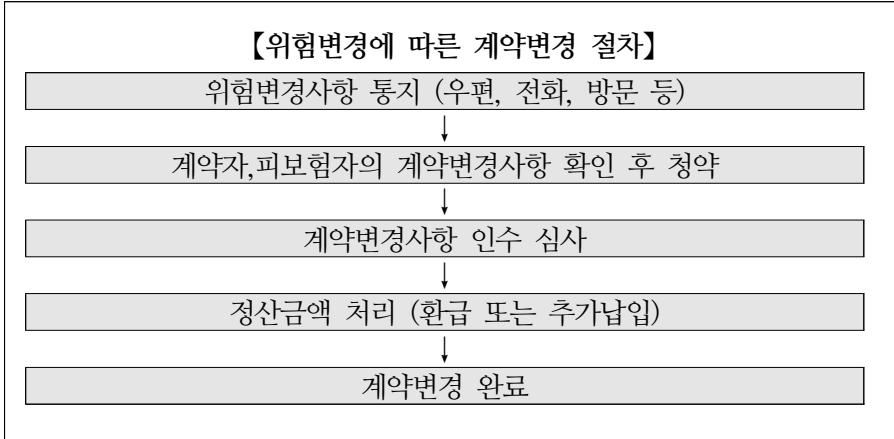 【위험변경에 따른 계약변경 절차】
위험변경사항 통지 (우편, 전화, 방문 등)
계약자,피보험자의 계약변경사항 확인 후 청약
계약변경사항 인수 심사
정산금액 처리 (환급 또는 추가납입)
계약변경 완료